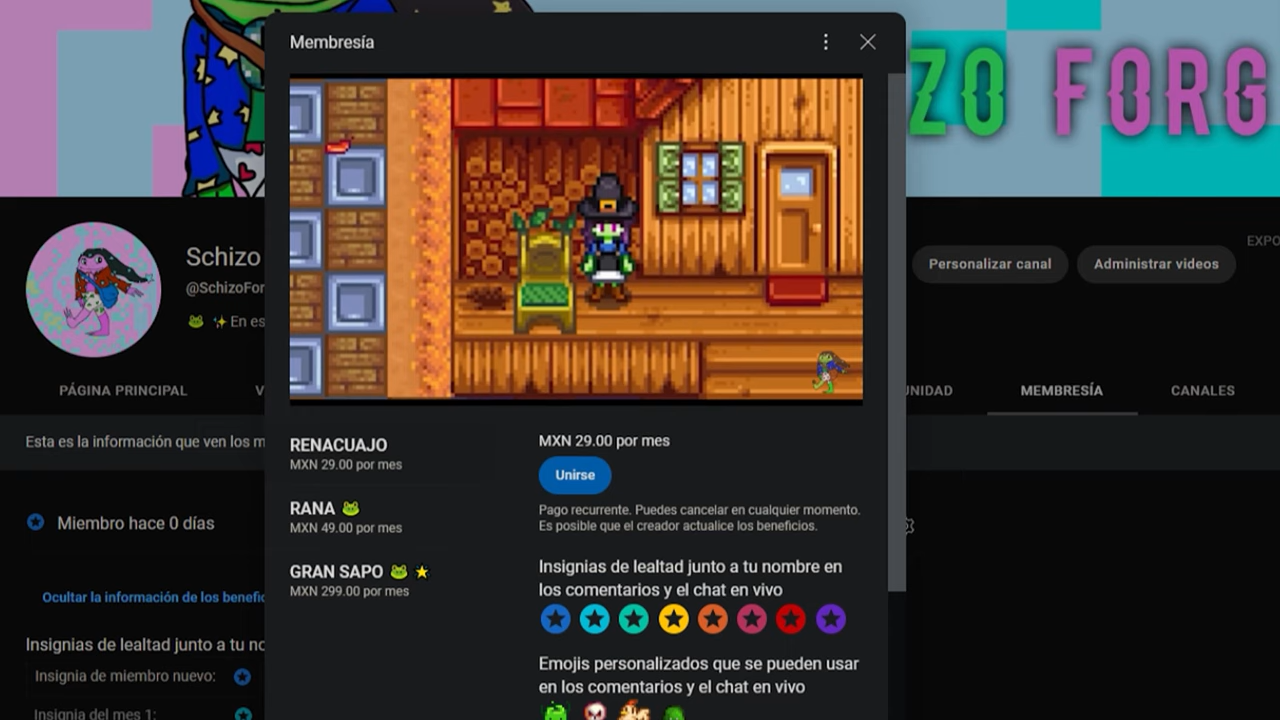 Membresía
ZO FORG
Schizo
@SchizoFor
En es
Personalizar canal
Administrar videos
EXPO
PÁGINA PRINCIPAL
V
UNIDAD
MEMBRESÍA
CANALES
Esta es la información que ven los m
Miembro hace 0 días
Ocultar la información de los benefic
Insignias de lealtad junto a tu no
Insignia de miembro nuevo:
Insignia del mes 1:
RENACUAJO
MXN 29.00 por mes
RANA 🐸
MXN 49.00 por mes
GRAN SAPO 🐸 ⭐
MXN 299.00 por mes
MXN 29.00 por mes
Unirse
Pago recurrente. Puedes cancelar en cualquier momento.
Es posible que el creador actualice los beneficios.
Insignias de lealtad junto a tu nombre en
los comentarios y el chat en vivo
Emojis personalizados que se pueden usar
en los comentarios y el chat en vivo